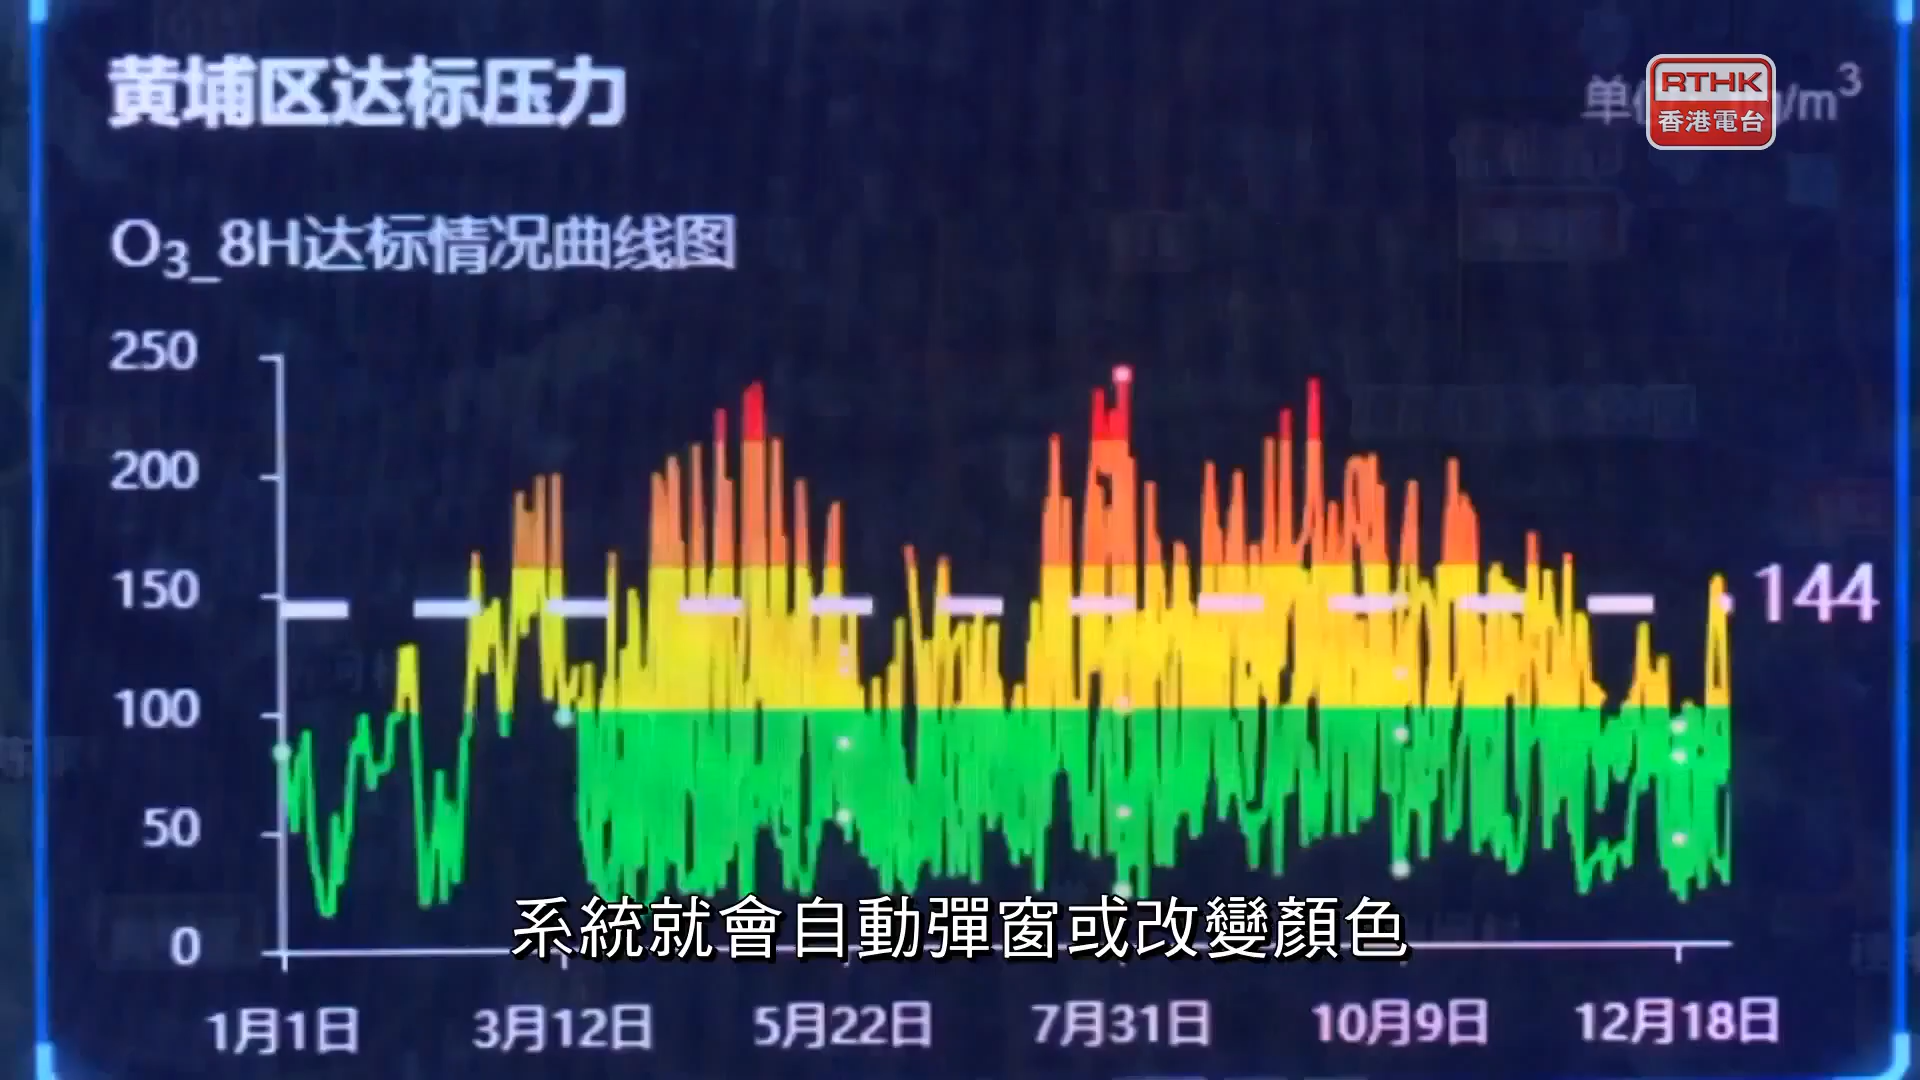 黄埔区达标压力
RTHK
香港電台
O₃_8H达标情况曲线图
250
200
150
144
100
50
0
系統就會自動彈窗或改變顏色
1月1日
3月12日
5月22日
7月31日
10月9日
12月18日